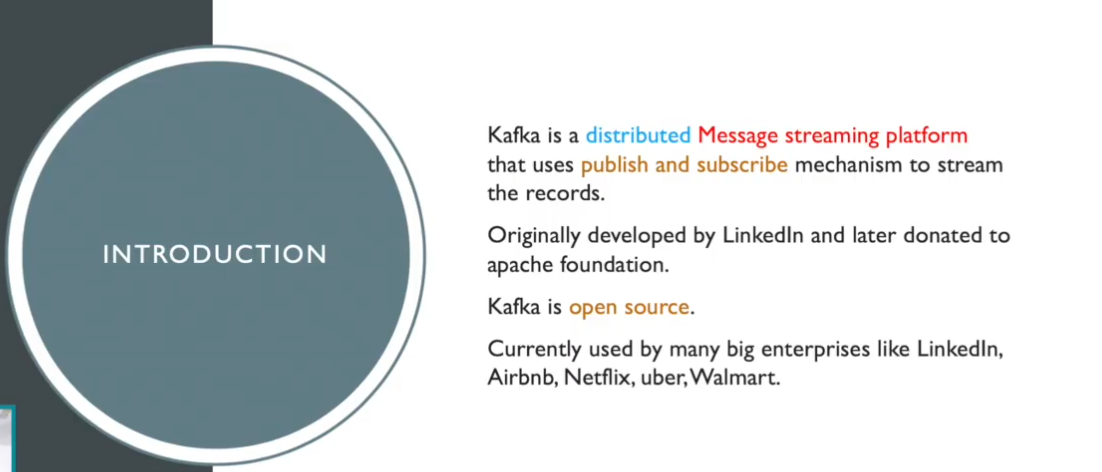 INTRODUCTION
Kafka is a distributed Message streaming platform
that uses publish and subscribe mechanism to stream
the records.
Originally developed by LinkedIn and later donated to
apache foundation.
Kafka is open source.
Currently used by many big enterprises like LinkedIn,
Airbnb, Netflix, uber,Walmart.